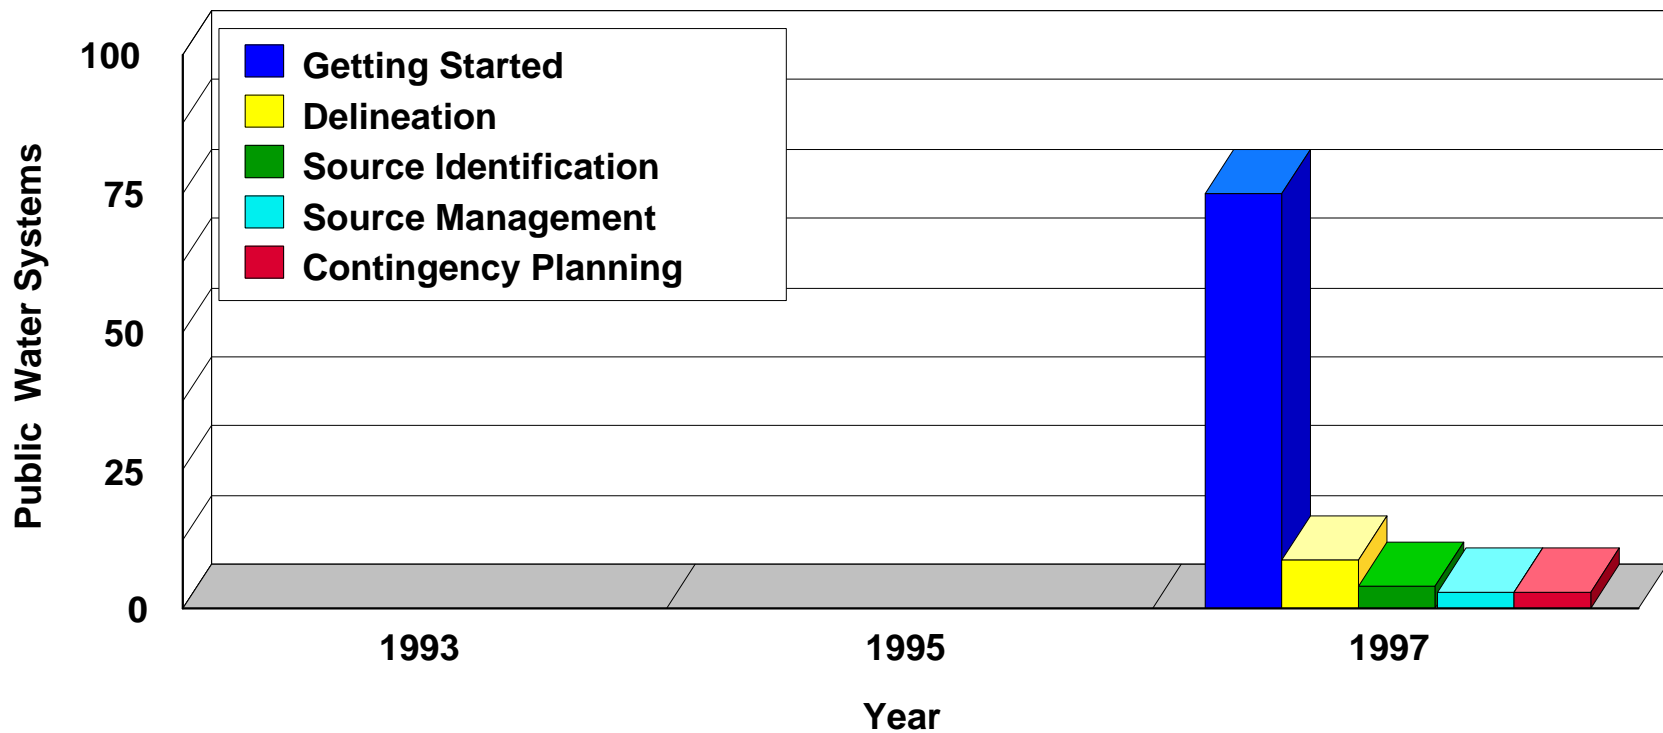 100
75
50
25
0
Public Water Systems
Getting Started
Delineation
Source Identification
Source Management
Contingency Planning
1993 1995 1997
Year